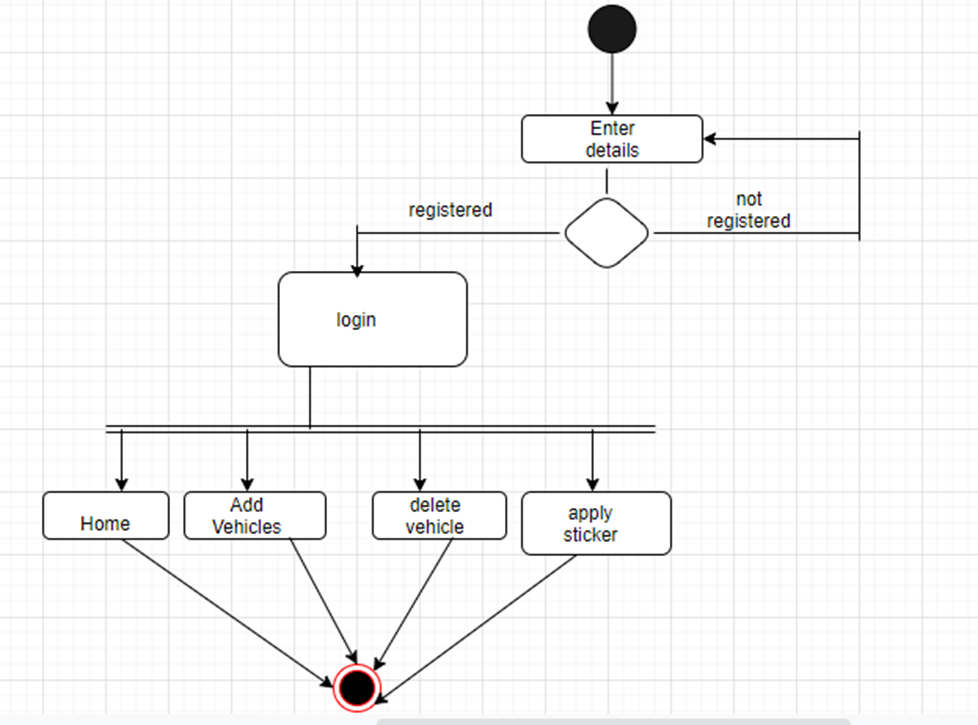 Enter
details
registered
not
registered
login
Home
Add
Vehicles
delete
vehicle
apply
sticker